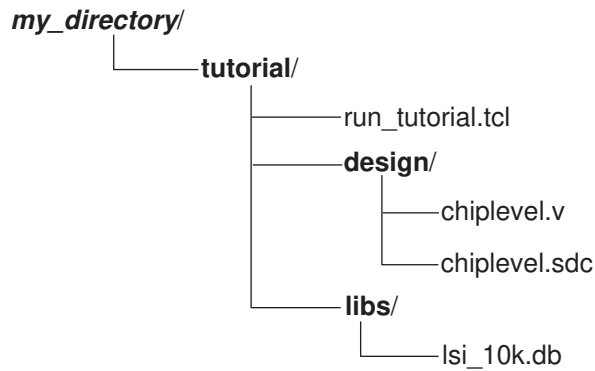 my_directory/
tutorial/
run_tutorial.tcl
design/
chiplevel.v
chiplevel.sdc
libs/
lsi_10k.db